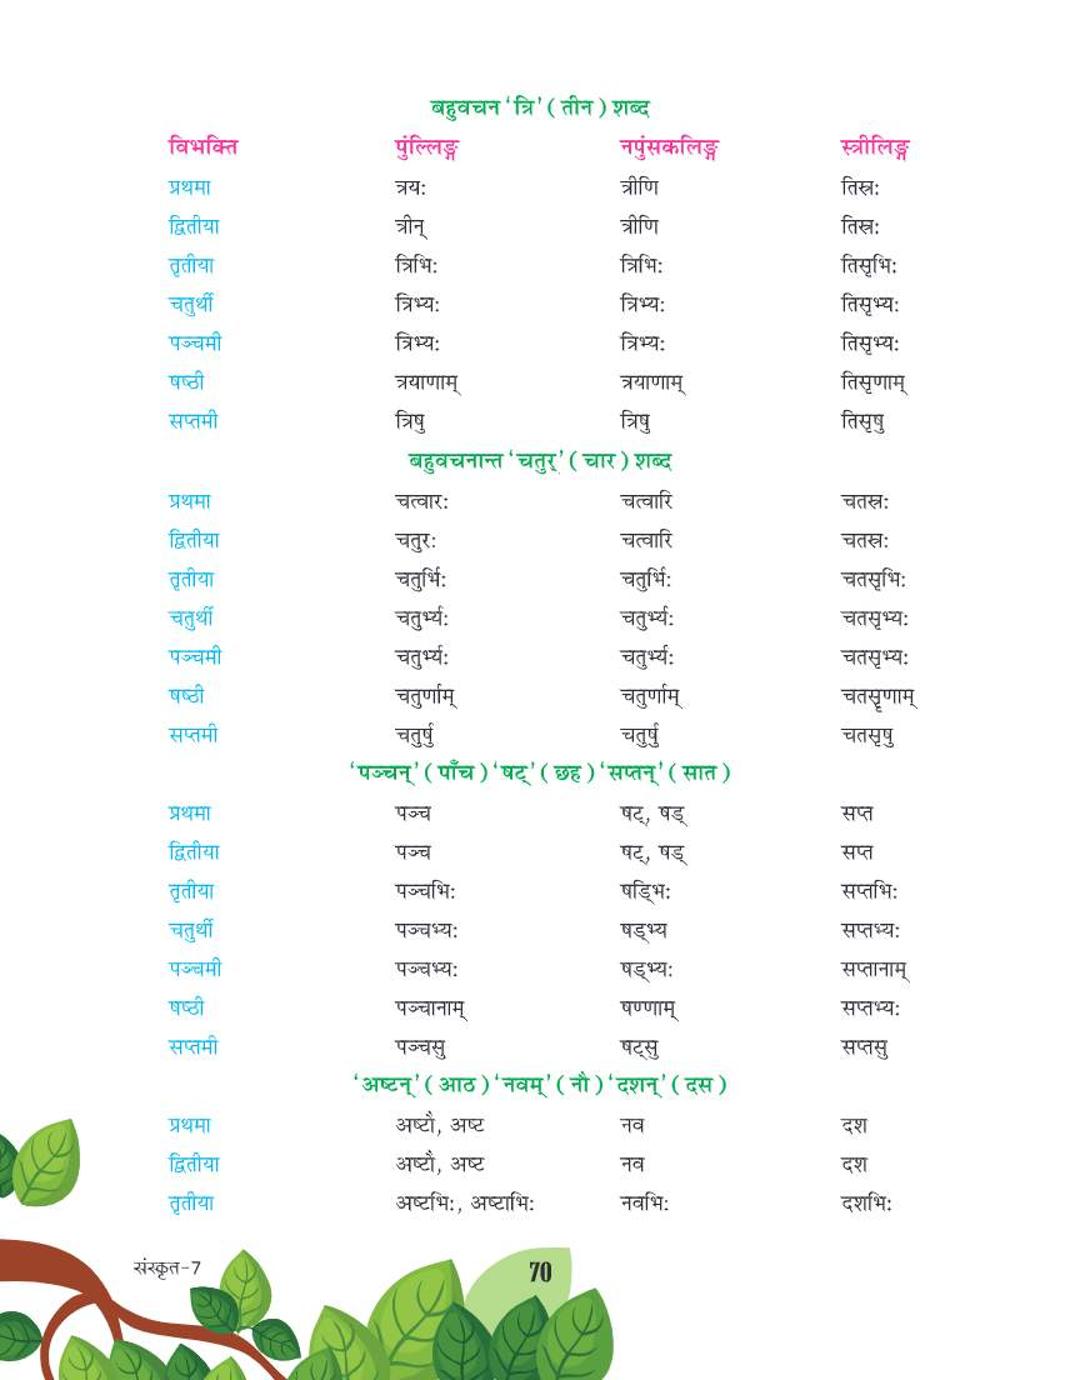 बहुवचन ‘त्रि’ ( तीन ) शब्द
विभक्ति पुंल्लिङ्ग नपुंसकलिङ्ग स्त्रीलिङ्ग
प्रथमा त्रय: त्रीणि तिस्र:
द्वितीया त्रीन् त्रीणि तिस्र:
तृतीया त्रिभि: त्रिभि: तिसृभि:
चतुर्थी त्रिभ्य: त्रिभ्य: तिसृभ्य:
पञ्चमी त्रिभ्य: त्रिभ्य: तिसृभ्य:
षष्ठी त्रयाणाम् त्रयाणाम् तिसृणाम्
सप्तमी त्रिषु त्रिषु तिसृषु
बहुवचनान्त ‘चतुर्’ ( चार ) शब्द
प्रथमा चत्वार: चत्वारि चतस्र:
द्वितीया चतुर: चत्वारि चतस्र:
तृतीया चतुर्भि: चतुर्भि: चतसृभि:
चतुर्थी चतुर्भ्य: चतुर्भ्य: चतसृभ्य:
पञ्चमी चतुर्भ्य: चतुर्भ्य: चतसृभ्य:
षष्ठी चतुर्णाम् चतुर्णाम् चतसॄणाम्
सप्तमी चतुर्षु चतुर्षु चतसृषु
‘पञ्चन्’ ( पाँच ) ‘षट्’ ( छह ) ‘सप्तन्’ ( सात )
प्रथमा पञ्च षट्, षड् सप्त
द्वितीया पञ्च षट्, षड् सप्त
तृतीया पञ्चभि: षड्भि: सप्तभि:
चतुर्थी पञ्चभ्य: षड्भ्य सप्तभ्य:
पञ्चमी पञ्चभ्य: षड्भ्य: सप्तानाम्
षष्ठी पञ्चानाम् षण्णाम् सप्तभ्य:
सप्तमी पञ्चसु षट्सु सप्तसु
‘अष्टन्’ ( आठ ) ‘नवम्’ ( नौ ) ‘दशन्’ ( दस )
प्रथमा अष्टौ, अष्ट नव दश
द्वितीया अष्टौ, अष्ट नव दश
तृतीया अष्टभि:, अष्टाभि: नवभि: दशभि:
संस्कृत-7 70